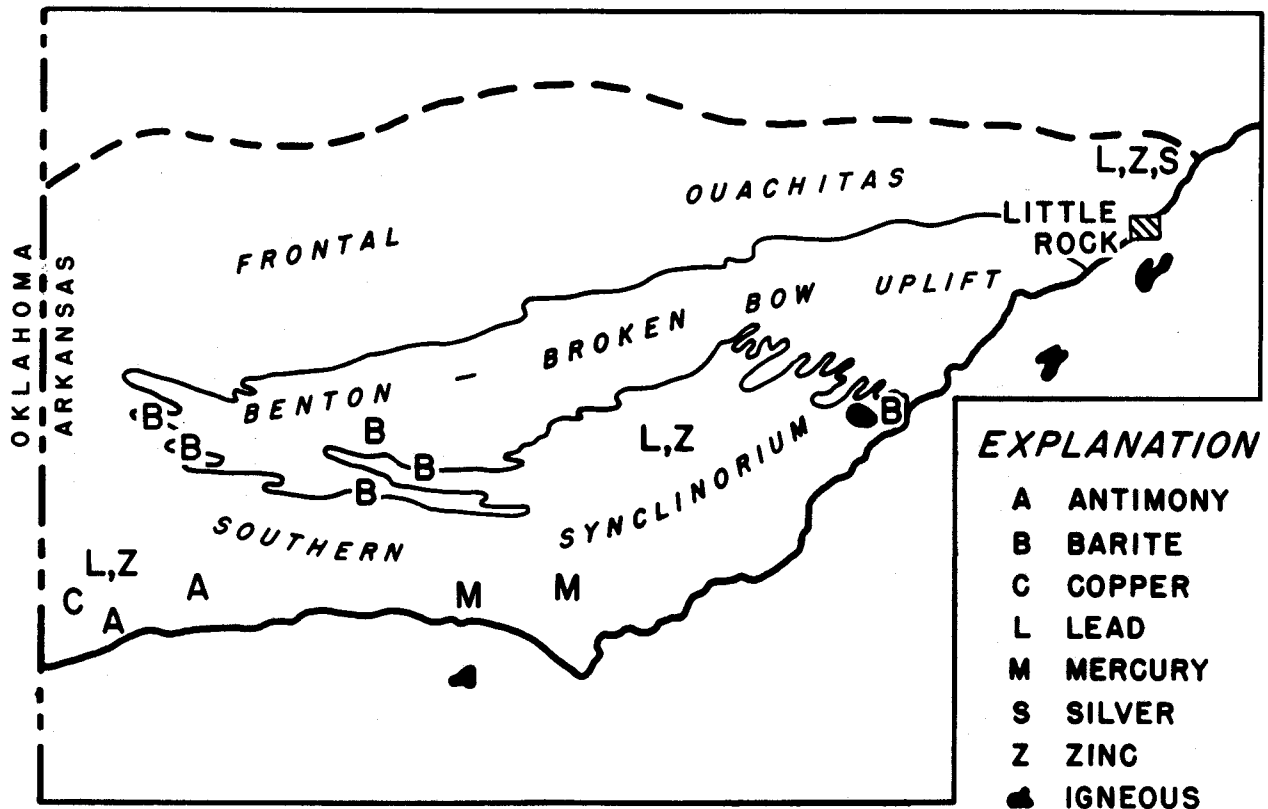 L,Z,S
OUACHITAS
LITTLE
ROCK
FRONTAL
OKLAHOMA
ARKANSAS
UPLIFT
BOW
BROKEN
BENTON –
B
B
B
B
B
B
L,Z
SYNCLINORIUM
SOUTHERN
L,Z
C
A
A
M
M
EXPLANATION
A ANTIMONY
B BARITE
C COPPER
L LEAD
M MERCURY
S SILVER
Z ZINC
IGNEOUS